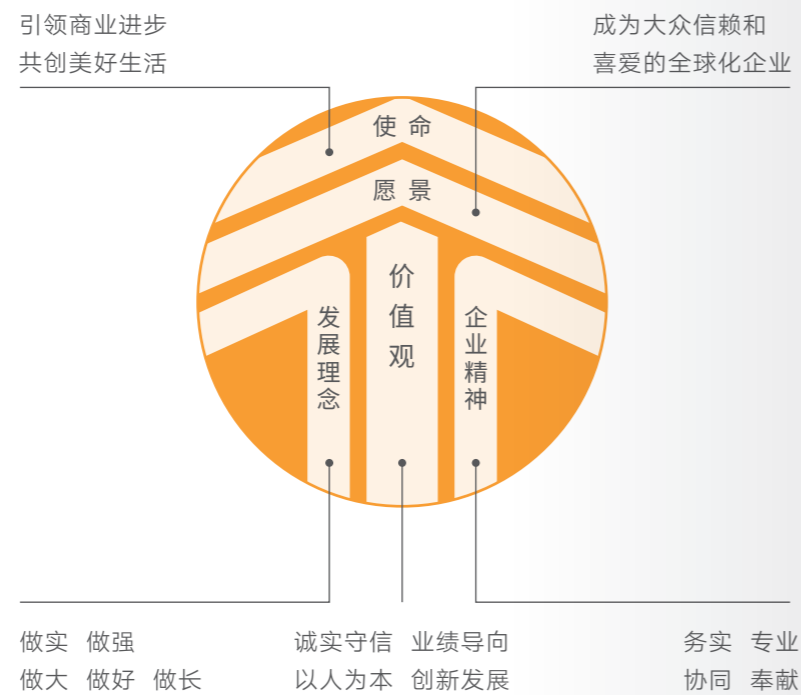 引领商业进步
共创美好生活
成为大众信赖和
喜爱的全球化企业
使命
愿景
价值观
发展理念
企业精神
做实 做强
做大 做好 做长
诚实守信 业绩导向
以人为本 创新发展
务实 专业
协同 奉献